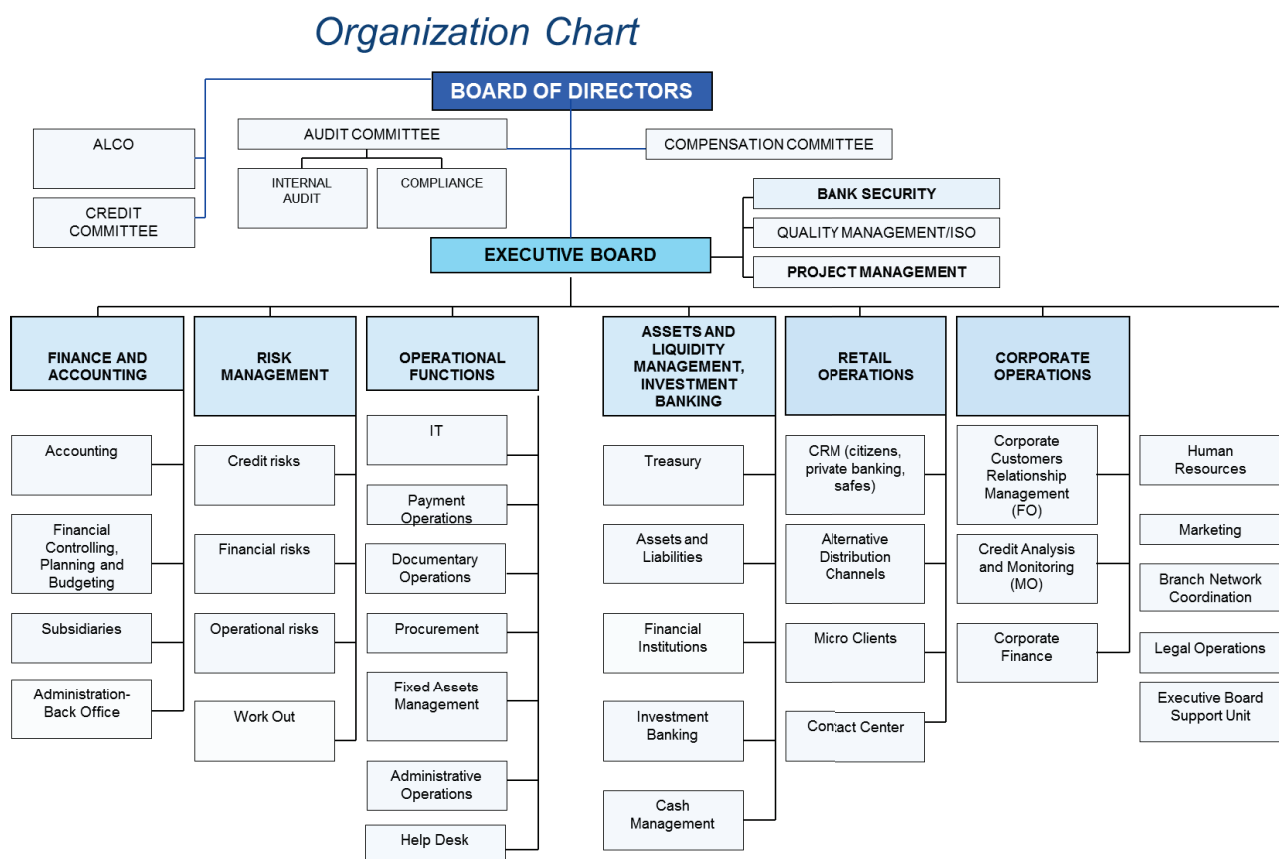 Organization Chart
BOARD OF DIRECTORS
ALCO
AUDIT COMMITTEE
COMPENSATION COMMITTEE
INTERNAL
AUDIT
COMPLIANCE
CREDIT
COMMITTEE
BANK SECURITY
QUALITY MANAGEMENT/ISO
PROJECT MANAGEMENT
EXECUTIVE BOARD
FINANCE AND
ACCOUNTING
Accounting
Financial
Controlling,
Planning and
Budgeting
Subsidiaries
Administration-
Back Office
RISK
MANAGEMENT
Credit risks
Financial risks
Operational risks
Work Out
OPERATIONAL
FUNCTIONS
IT
Payment
Operations
Documentary
Operations
Procurement
Fixed Assets
Management
Administrative
Operations
Help Desk
ASSETS AND
LIQUIDITY
MANAGEMENT,
INVESTMENT
BANKING
Treasury
Assets and
Liabilities
Financial
Institutions
Investment
Banking
Cash
Management
RETAIL
OPERATIONS
CRM (citizens,
private banking,
safes)
Alternative
Distribution
Channels
Micro Clients
Contact Center
CORPORATE
OPERATIONS
Corporate
Customers
Relationship
Management
(FO)
Credit Analysis
and Monitoring
(MO)
Corporate
Finance
Human
Resources
Marketing
Branch Network
Coordination
Legal Operations
Executive Board
Support Unit